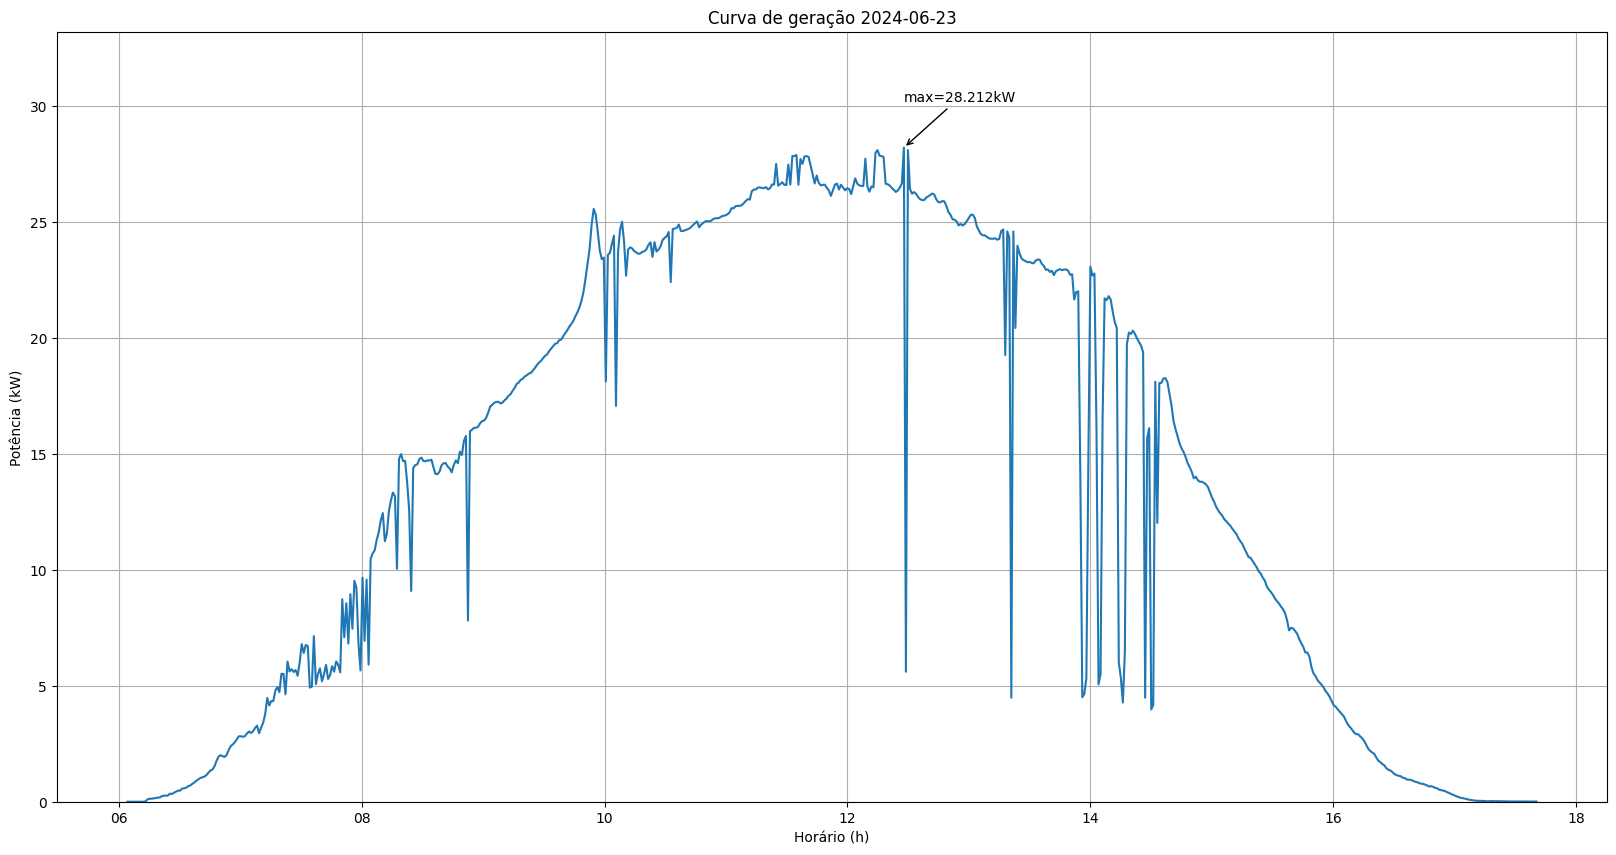 Curva de geração 2024-06-23
max=28.212kW
Potência (kW)
30
25
20
15
10
5
0
06 08 10 12 14 16 18
Horário (h)